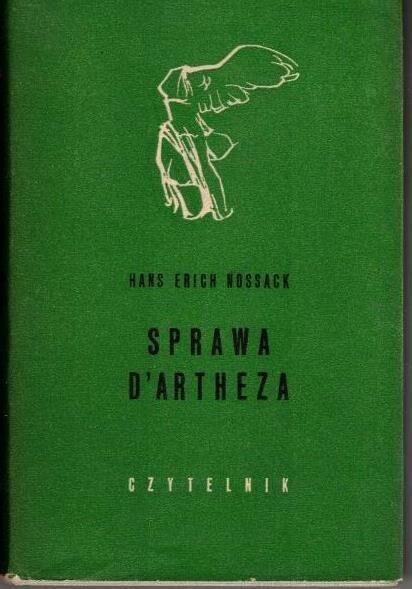 HANS ERICH NOSSACK
SPRAWA
D'ARTHEZA
CZYTELNIK